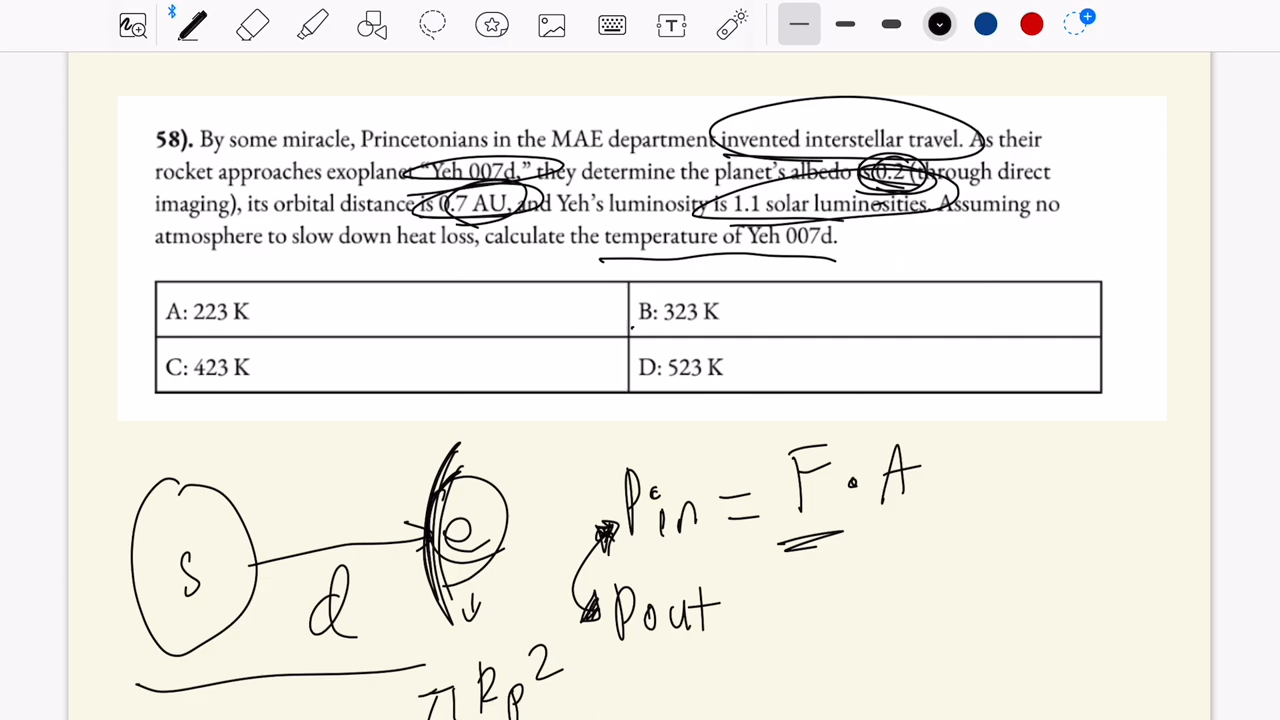 58). By some miracle, Princetonians in the MAE department invented interstellar travel. As their
rocket approaches exoplanet “Yeh 007d,” they determine the planet’s albedo is 0.2 (through direct
imaging), its orbital distance is 0.7 AU, and Yeh’s luminosity is 1.1 solar luminosities. Assuming no
atmosphere to slow down heat loss, calculate the temperature of Yeh 007d.
A: 223 K
B: 323 K
C: 423 K
D: 523 K
Pin = F · A
S
d
Pout
π Rp²